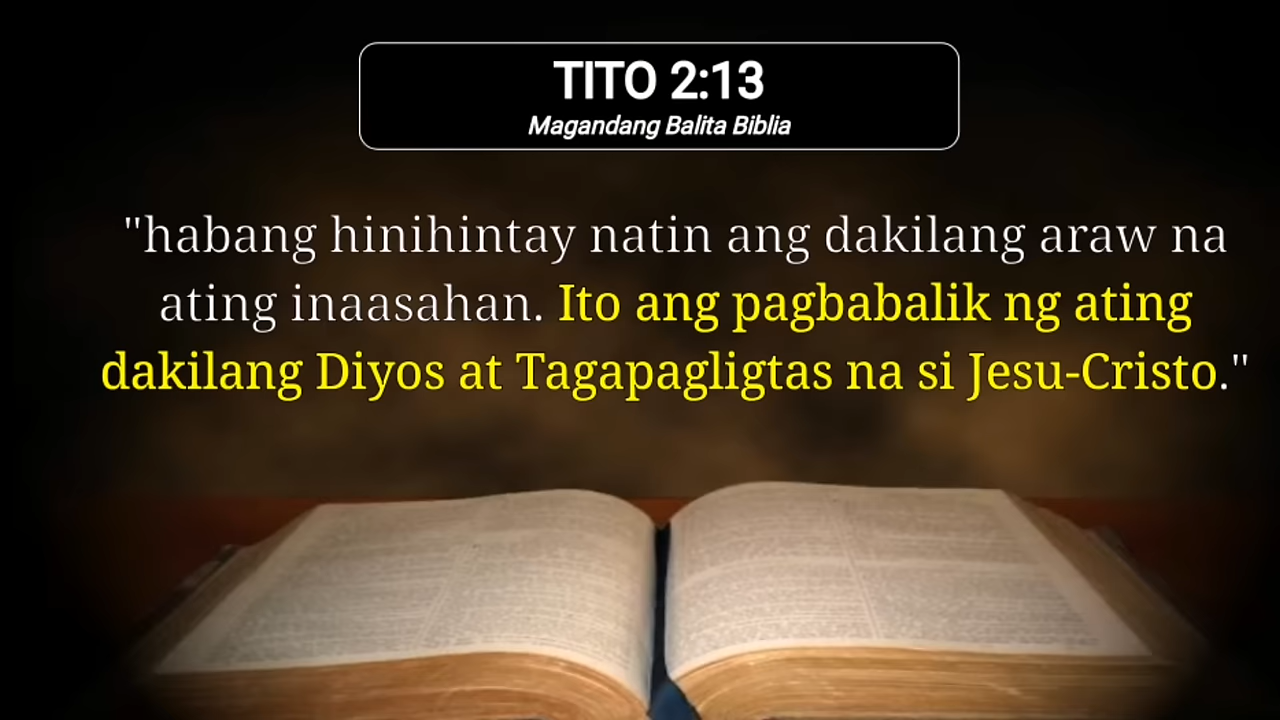 TITO 2:13
Magandang Balita Biblia
"habang hinihintay natin ang dakilang araw na
ating inaasahan. Ito ang pagbabalik ng ating
dakilang Diyos at Tagapagligtas na si Jesu-Cristo."